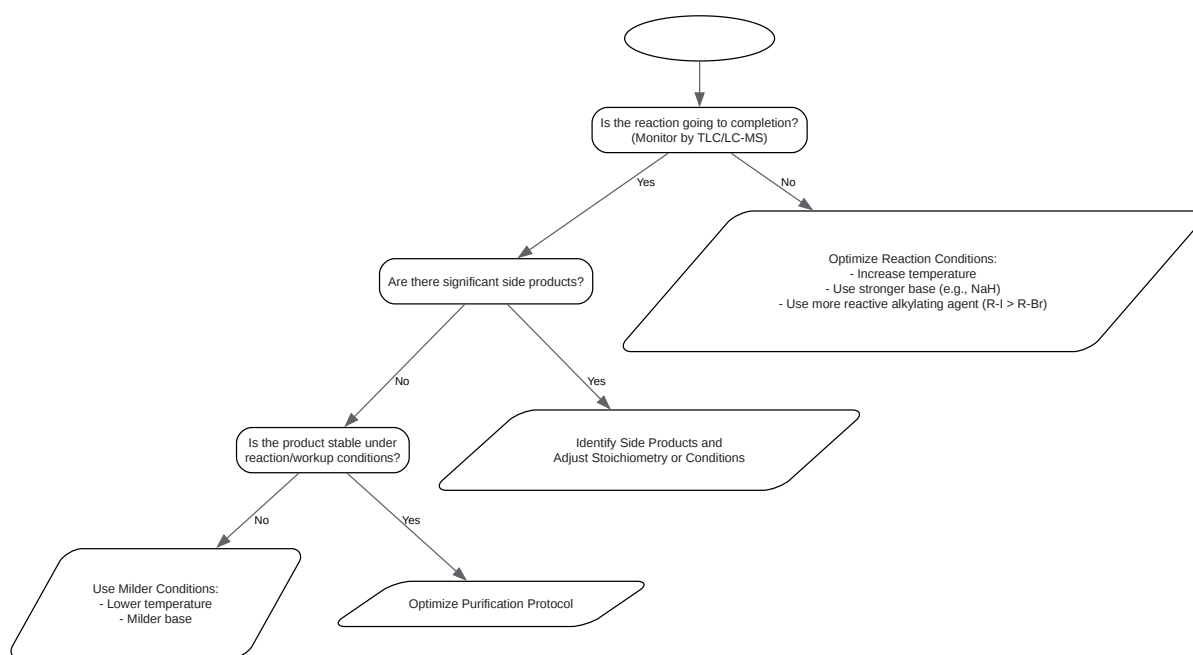 Is the reaction going to completion?
(Monitor by TLC/LC-MS)
Yes
No
Optimize Reaction Conditions:
- Increase temperature
- Use stronger base (e.g., NaH)
- Use more reactive alkylating agent (R-I > R-Br)
Are there significant side products?
No
Yes
Identify Side Products and
Adjust Stoichiometry or Conditions
Is the product stable under
reaction/workup conditions?
No
Yes
Use Milder Conditions:
- Lower temperature
- Milder base
Optimize Purification Protocol